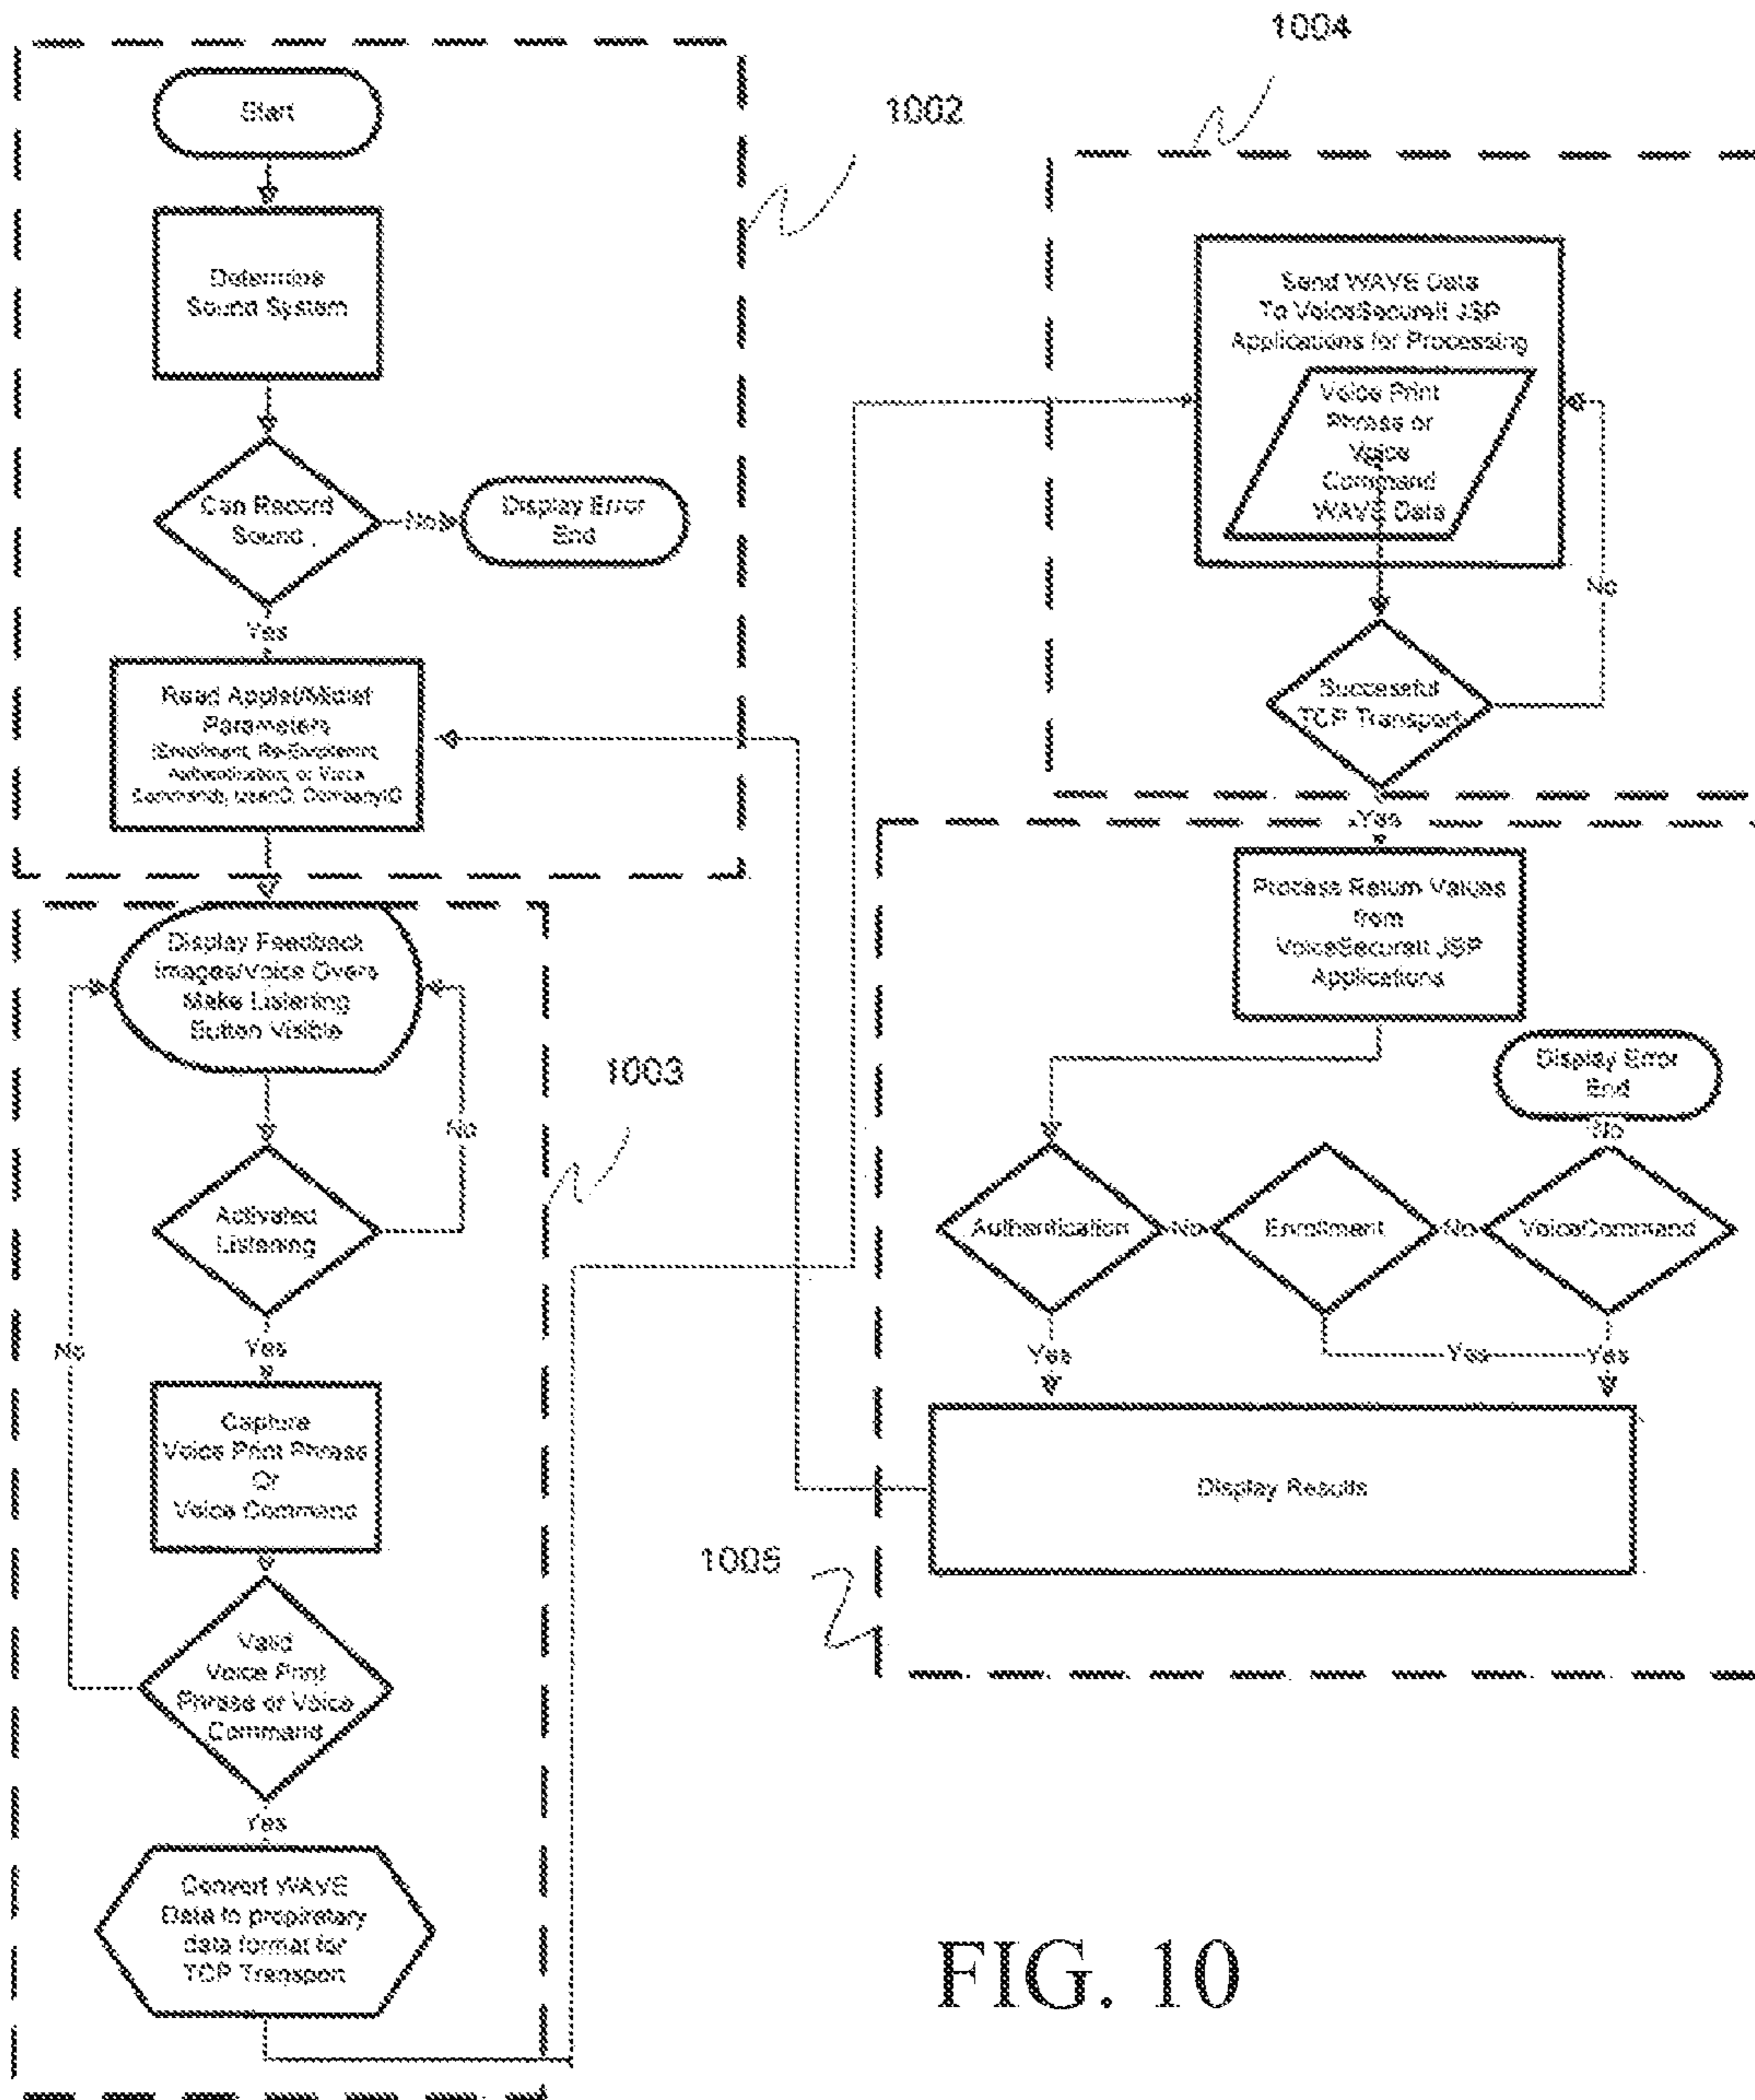 1004
1002
Start
Determine
Sound System
Can Record
Sound
No
Display Error
End
Yes
Read Applet/Midlet
Parameters
(Enrollment, Re-Enrollemnt,
Authentication, or Voice
Command), UserID, CompanyID
Display Feedback
Images/Voice Overs
Make Listening
Button Visible
1003
No
Activated
Listening
Yes
No
Capture
Voice Print Phrase
Or
Voice Command
Valid
Voice Print
Phrase or Voice
Command
Yes
Convert WAVE
Data to propiretary
data format for
TCP Transport
Send WAVE Data
To VoiceSecureIt JSP
Applications for Processing
Voice Print
Phrase or
Voice
Command
WAVE Data
No
Successful
TCP Transport
Yes
Process Return Values
from
VoiceSecureIt JSP
Applications
Display Error
End
No
Authentication
No
Enrollment
No
VoiceCommand
Yes
Yes
Yes
Display Results
1005
FIG. 10